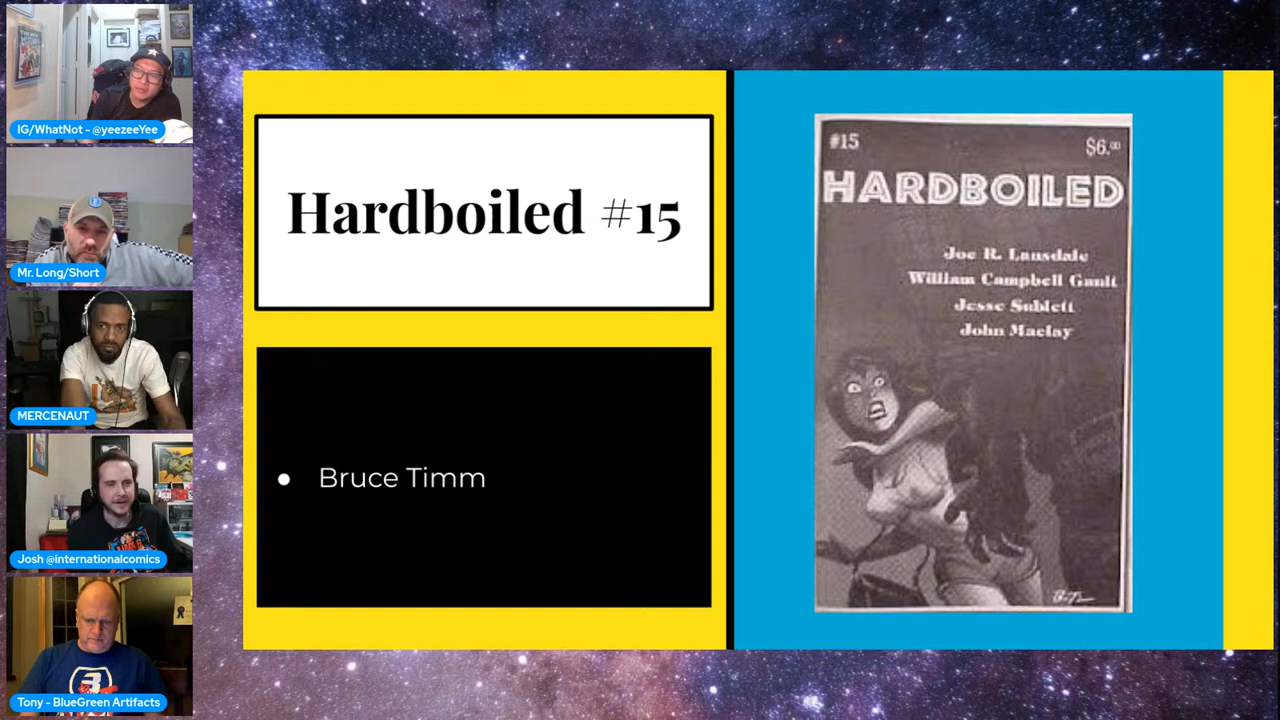 IG/WhatNot - @yeezeeYee
Mr. Long/Short
MERCENAUT
Josh @internationalcomics
Tony - BlueGreen Artifacts
Hardboiled #15
● Bruce Timm
#15
$6.00
HARDBOILED
Joe R. Lansdale
William Campbell Gault
Jesse Sublett
John Maclay